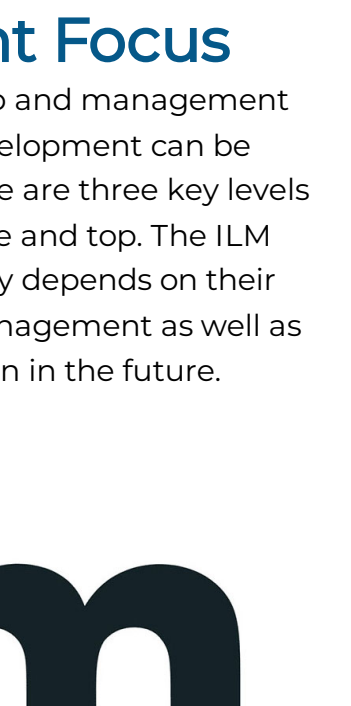 nt Focus
and management
elopment can be
e are three key levels
e and top. The ILM
y depends on their
nagement as well as
n in the future.
m